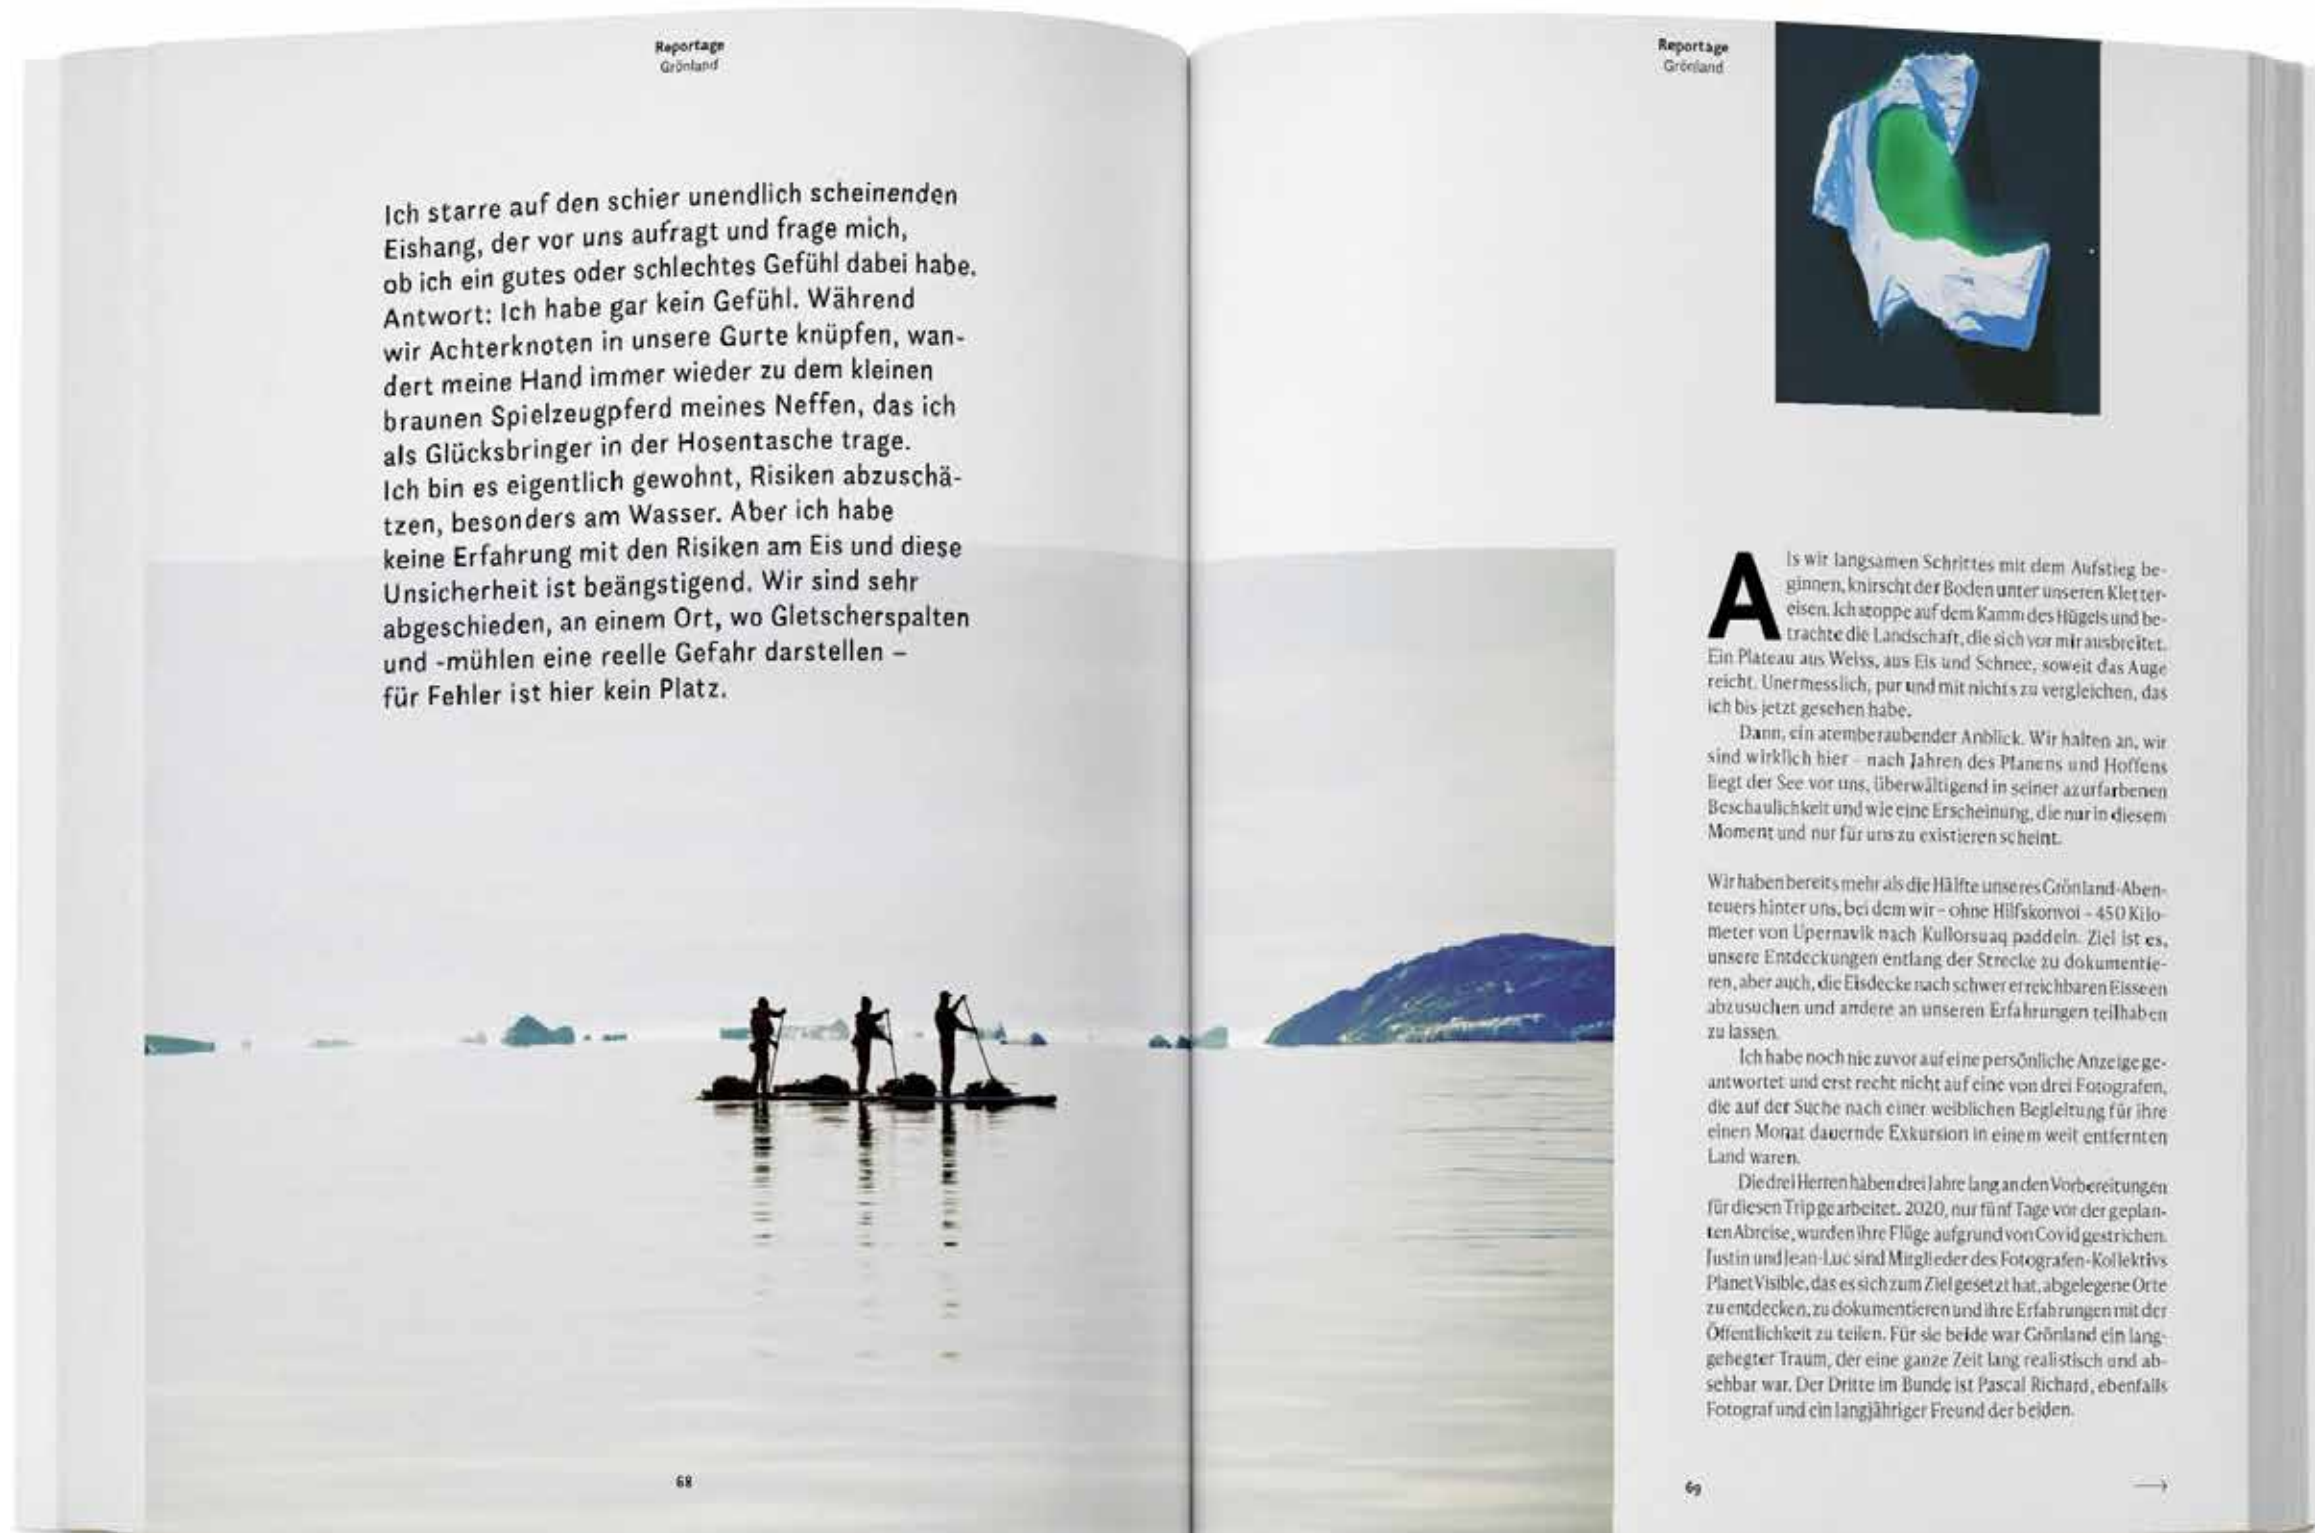 Reportage
Grönland
Ich starre auf den schier unendlich scheinenden
Eishang, der vor uns aufragt und frage mich,
ob ich ein gutes oder schlechtes Gefühl dabei habe.
Antwort: Ich habe gar kein Gefühl. Während
wir Achterknoten in unsere Gurte knüpfen, wan-
dert meine Hand immer wieder zu dem kleinen
braunen Spielzeugpferd meines Neffen, das ich
als Glücksbringer in der Hosentasche trage.
Ich bin es eigentlich gewohnt, Risiken abzuschä-
tzen, besonders am Wasser. Aber ich habe
keine Erfahrung mit den Risiken am Eis und diese
Unsicherheit ist beängstigend. Wir sind sehr
abgeschieden, an einem Ort, wo Gletscherspalten
und -mühlen eine reelle Gefahr darstellen –
für Fehler ist hier kein Platz.
68
Reportage
Grönland
Als wir langsamen Schrittes mit dem Aufstieg be-
ginnen, knirscht der Boden unter unseren Kletter-
eisen. Ich stoppe auf dem Kamm des Hügels und be-
trachte die Landschaft, die sich vor mir ausbreitet.
Ein Plateau aus Weiss, aus Eis und Schnee, soweit das Auge
reicht. Unermesslich, pur und mit nichts zu vergleichen, das
ich bis jetzt gesehen habe.
Dann, ein atemberaubender Anblick. Wir halten an, wir
sind wirklich hier – nach Jahren des Planens und Hoffens
liegt der See vor uns, überwältigend in seiner azurfarbenen
Beschaulichkeit und wie eine Erscheinung, die nur in diesem
Moment und nur für uns zu existieren scheint.
Wir haben bereits mehr als die Hälfte unseres Grönland-Aben-
teuers hinter uns, bei dem wir – ohne Hilfskonvoi – 450 Kilo-
meter von Upernavik nach Kullorsuaq paddeln. Ziel ist es,
unsere Entdeckungen entlang der Strecke zu dokumentie-
ren, aber auch, die Eisdecke nach schwer erreichbaren Eisseen
abzusuchen und andere an unseren Erfahrungen teilhaben
zu lassen.
Ich habe noch nie zuvor auf eine persönliche Anzeige ge-
antwortet und erst recht nicht auf eine von drei Fotografen,
die auf der Suche nach einer weiblichen Begleitung für ihre
einen Monat dauernde Exkursion in einem weit entfernten
Land waren.
Die drei Herren haben drei Jahre lang an den Vorbereitungen
für diesen Trip gearbeitet. 2020, nur fünf Tage vor der geplan-
ten Abreise, wurden ihre Flüge aufgrund von Covid gestrichen.
Justin und Jean-Luc sind Mitglieder des Fotografen-Kollektivs
PlanetVisible, das es sich zum Ziel gesetzt hat, abgelegene Orte
zu entdecken, zu dokumentieren und ihre Erfahrungen mit der
Öffentlichkeit zu teilen. Für sie beide war Grönland ein lang-
gehegter Traum, der eine ganze Zeit lang realistisch und ab-
sehbar war. Der Dritte im Bunde ist Pascal Richard, ebenfalls
Fotograf und ein langjähriger Freund der beiden.
69